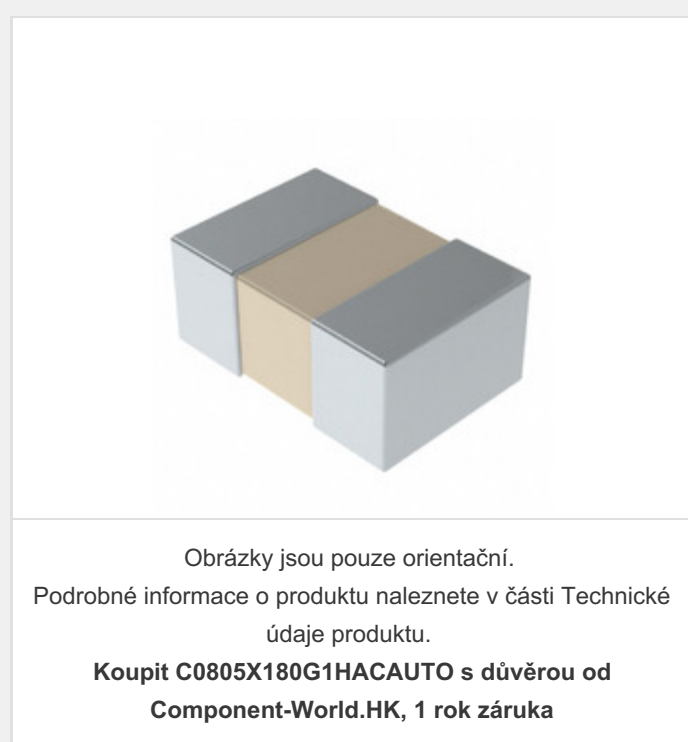 Obrázky jsou pouze orientační.
Podrobné informace o produktu naleznete v části Technické
údaje produktu.
Koupit C0805X180G1HACAUTO s důvěrou od
Component-World.HK, 1 rok záruka